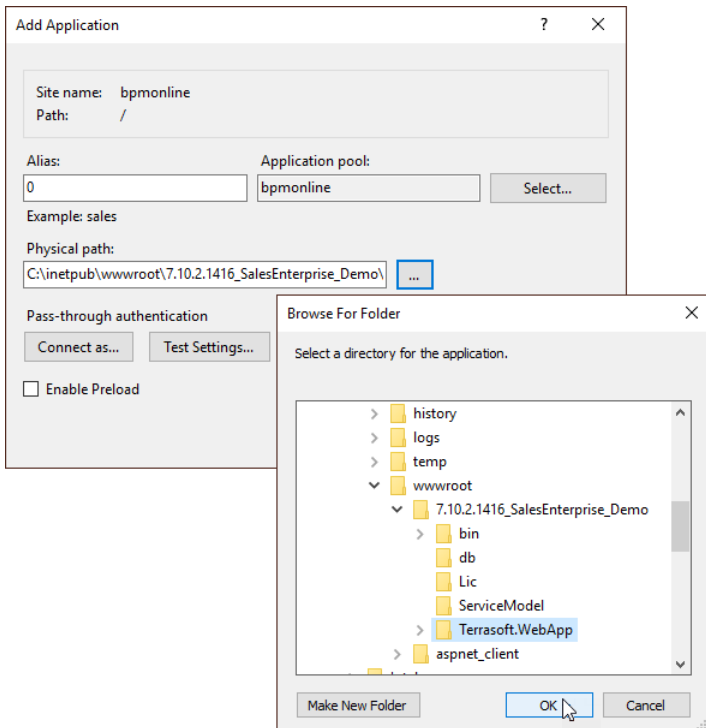 Add Application
?
Site name: bpmonline
Path: /
Alias:
Application pool:
0
bpmonline
Select...
Example: sales
Physical path:
C:\inetpub\wwwroot\7.10.2.1416_SalesEnterprise_Demo\
...
Pass-through authentication
Connect as...
Test Settings...
Enable Preload
Browse For Folder
Select a directory for the application.
history
logs
temp
wwwroot
7.10.2.1416_SalesEnterprise_Demo
bin
db
Lic
ServiceModel
Terrasoft.WebApp
aspnet_client
Make New Folder
OK
Cancel